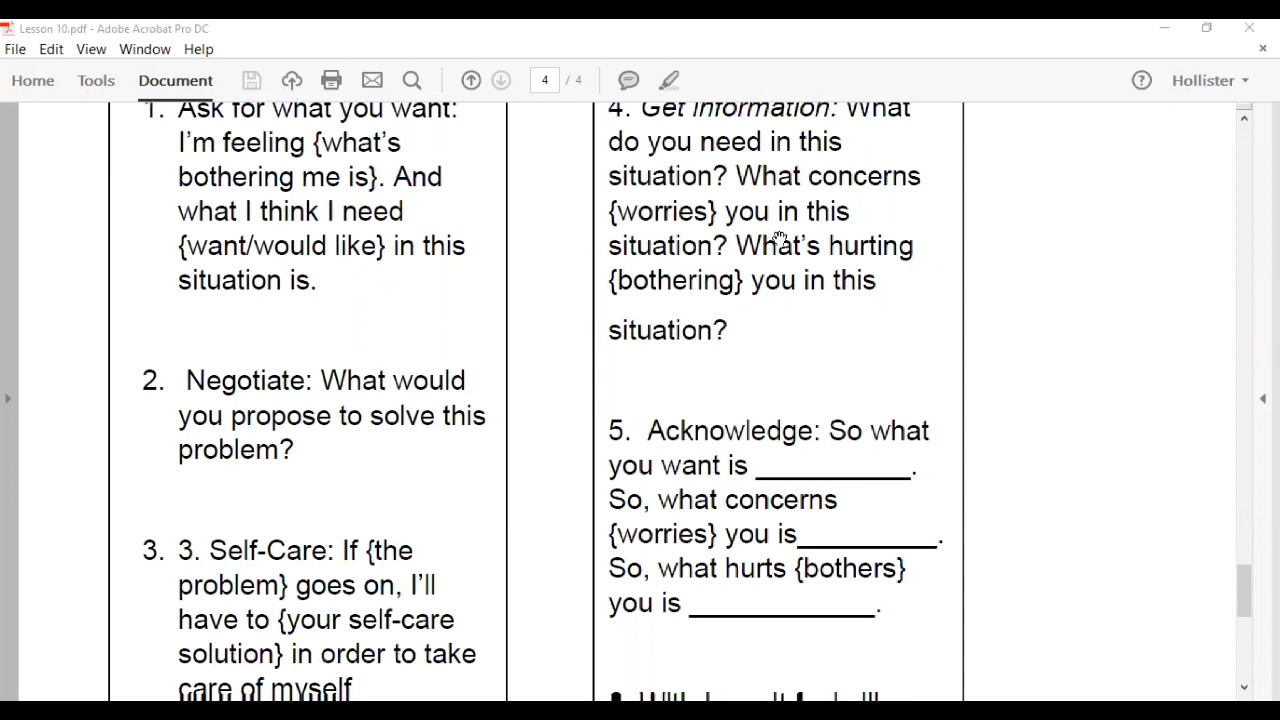 Lesson 10.pdf - Adobe Acrobat Pro DC
File Edit View Window Help
Home Tools Document 4 / 4 Hollister
1. Ask for what you want:
I'm feeling {what's
bothering me is}. And
what I think I need
{want/would like} in this
situation is.
2. Negotiate: What would
you propose to solve this
problem?
3. 3. Self-Care: If {the
problem} goes on, I'll
have to {your self-care
solution} in order to take
care of myself
4. Get information: What
do you need in this
situation? What concerns
{worries} you in this
situation? What's hurting
{bothering} you in this
situation?
5. Acknowledge: So what
you want is ___________.
So, what concerns
{worries} you is__________.
So, what hurts {bothers}
you is _____________.